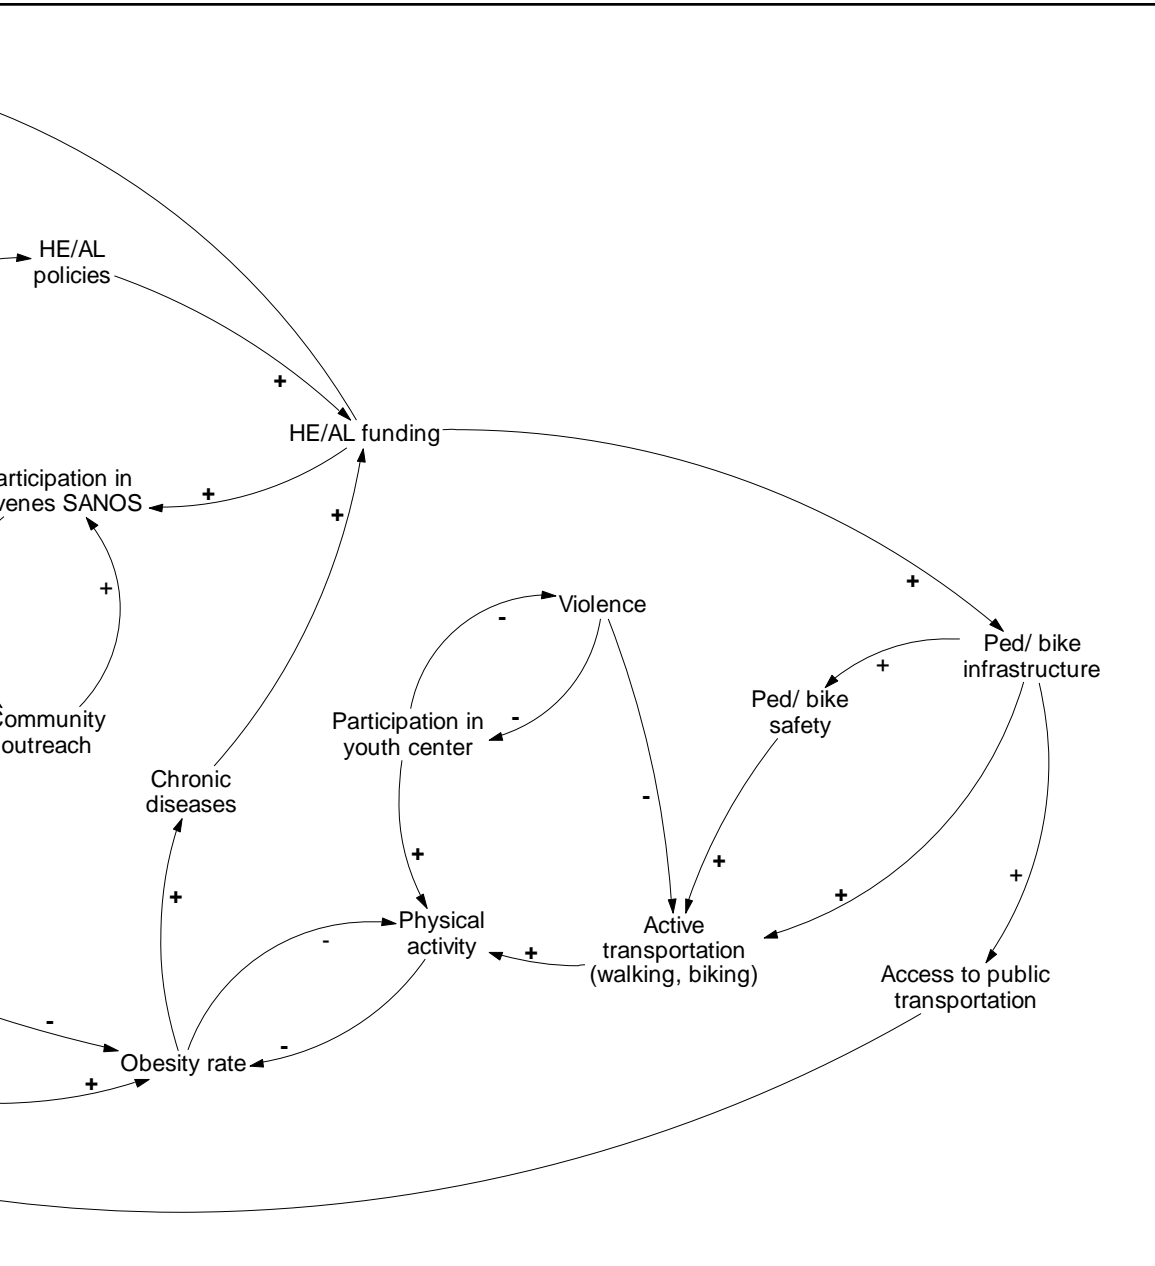 HE/AL
policies
+
HE/AL funding
articipation in
venes SANOS
+
+
+
+
Violence
-
Ped/ bike
infrastructure
+
Ped/ bike
safety
Participation in
youth center
-
Community
outreach
Chronic
diseases
-
+
+
+
+
+
Physical
activity
-
Active
transportation
(walking, biking)
+
Access to public
transportation
-
-
Obesity rate
+